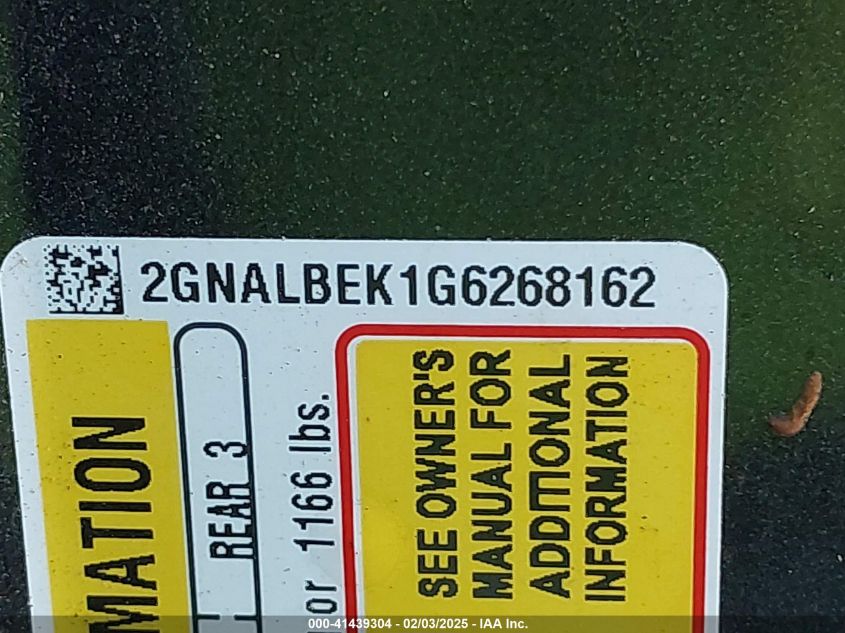 2GNALBEK1G6268162
MATION
REAR 3
or 1166 lbs.
SEE OWNER'S
MANUAL FOR
ADDITIONAL
INFORMATION
000-41439304 - 02/03/2025 - IAA Inc.